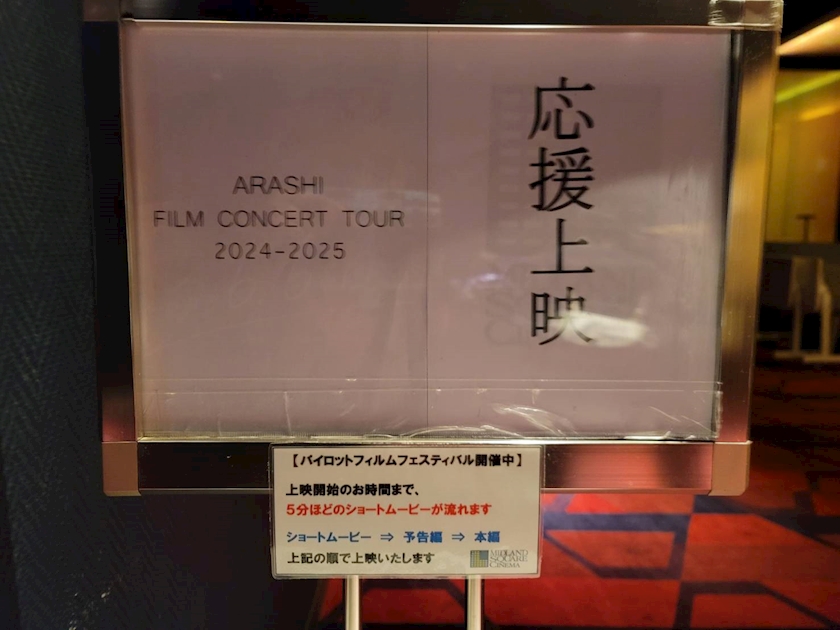 ARASHI
FILM CONCERT TOUR
2024-2025
応援上映
【パイロットフィルムフェスティバル開催中】
上映開始のお時間まで、
5分ほどのショートムービーが流れます
ショートムービー ⇒ 予告編 ⇒ 本編
上記の順で上映いたします
MIDLAND
SQUARE
CINEMA